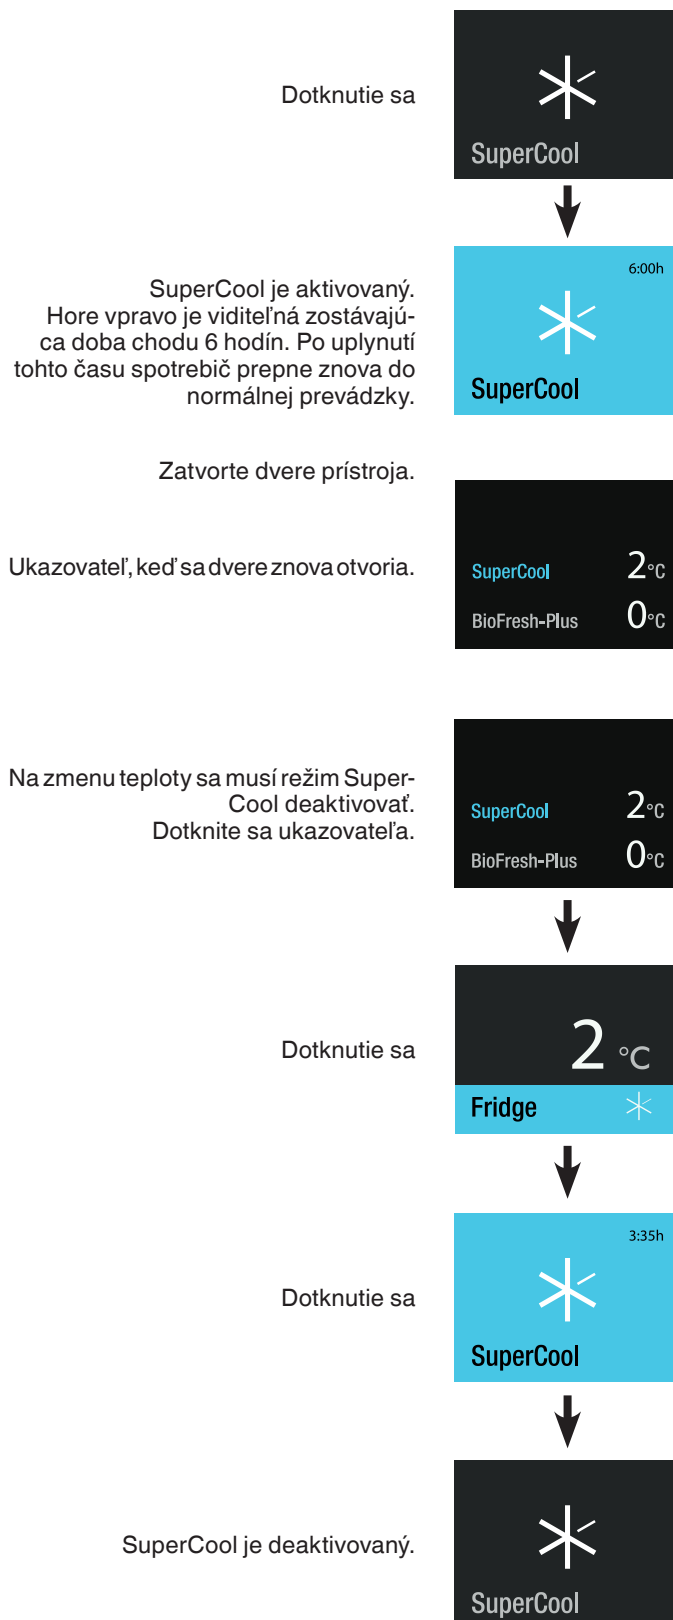 Dotknutie sa
SuperCool
6:00h
SuperCool je aktivovaný.
Hore vpravo je viditeľná zostávajú-
ca doba chodu 6 hodín. Po uplynutí
tohto času spotrebič prepne znova do
normálnej prevádzky.
SuperCool
Zatvorte dvere prístroja.
Ukazovateľ, keď sa dvere znova otvoria.
SuperCool 2°C
BioFresh-Plus 0°C
Na zmenu teploty sa musí režim Super-
Cool deaktivovať.
Dotknite sa ukazovateľa.
SuperCool 2°C
BioFresh-Plus 0°C
Dotknutie sa
2 °C
Fridge
3:35h
Dotknutie sa
SuperCool
SuperCool je deaktivovaný.
SuperCool